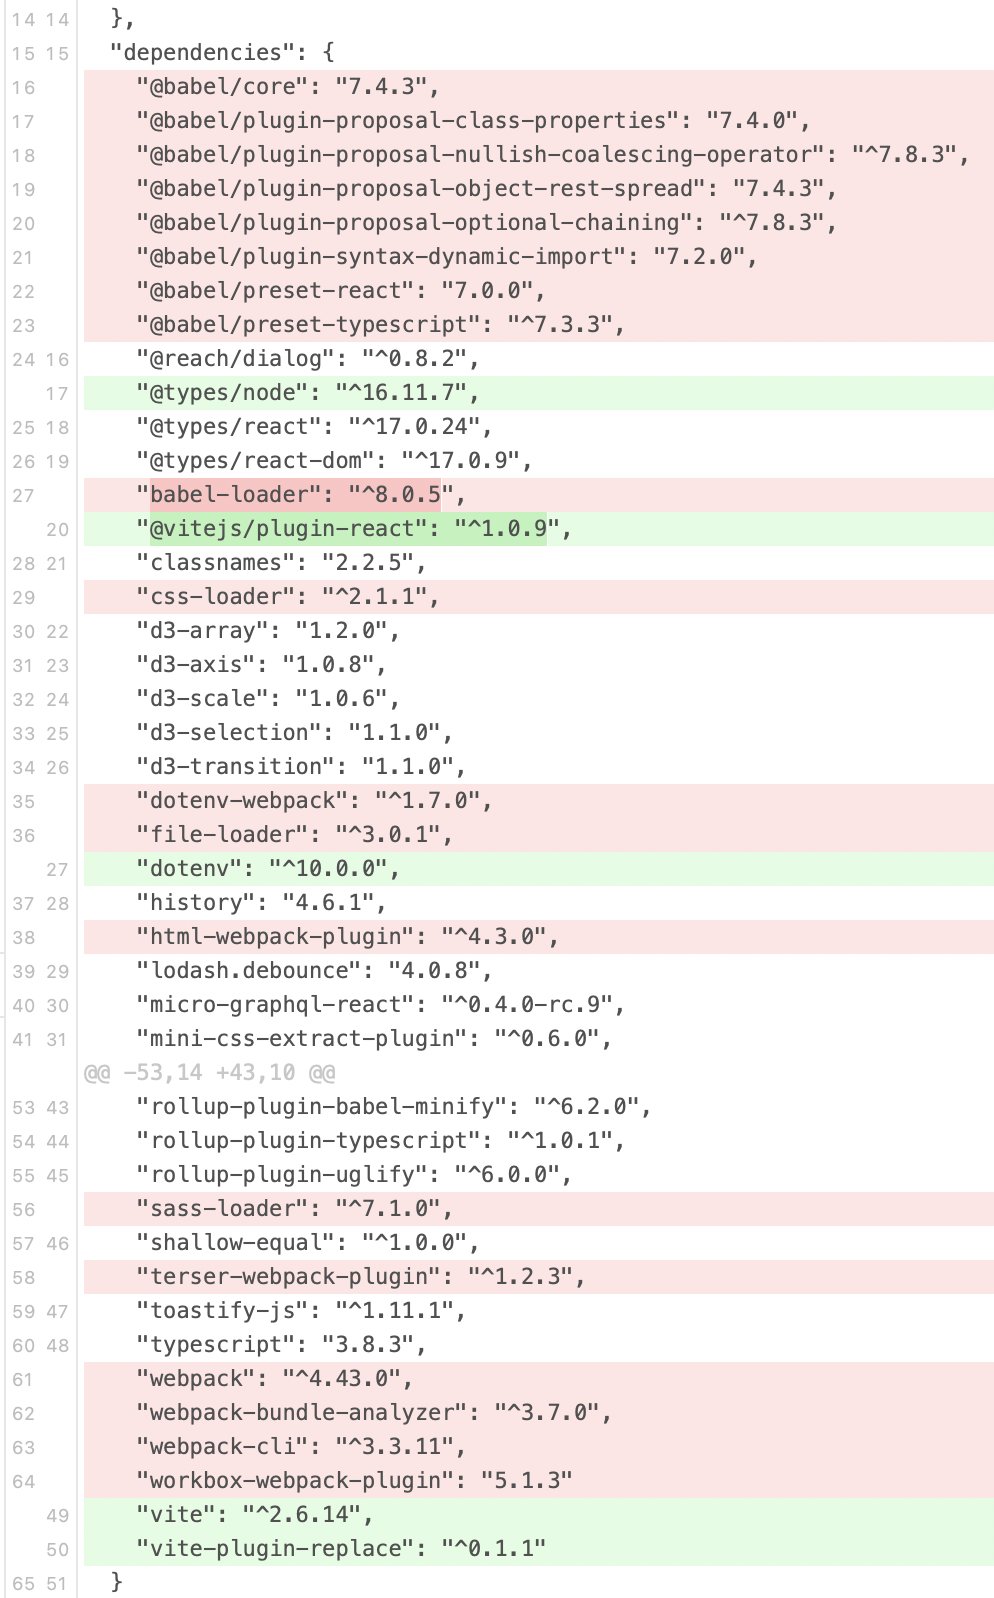 14 14 },
15 15 "dependencies": {
16 "@babel/core": "7.4.3",
17 "@babel/plugin-proposal-class-properties": "7.4.0",
18 "@babel/plugin-proposal-nullish-coalescing-operator": "^7.8.3",
19 "@babel/plugin-proposal-object-rest-spread": "7.4.3",
20 "@babel/plugin-proposal-optional-chaining": "^7.8.3",
21 "@babel/plugin-syntax-dynamic-import": "7.2.0",
22 "@babel/preset-react": "7.0.0",
23 "@babel/preset-typescript": "^7.3.3",
24 16 "@reach/dialog": "^0.8.2",
17 "@types/node": "^16.11.7",
25 18 "@types/react": "^17.0.24",
26 19 "@types/react-dom": "^17.0.9",
27 "babel-loader": "^8.0.5",
20 "@vitejs/plugin-react": "^1.0.9",
28 21 "classnames": "2.2.5",
29 "css-loader": "^2.1.1",
30 22 "d3-array": "1.2.0",
31 23 "d3-axis": "1.0.8",
32 24 "d3-scale": "1.0.6",
33 25 "d3-selection": "1.1.0",
34 26 "d3-transition": "1.1.0",
35 "dotenv-webpack": "^1.7.0",
36 "file-loader": "^3.0.1",
27 "dotenv": "^10.0.0",
37 28 "history": "4.6.1",
38 "html-webpack-plugin": "^4.3.0",
39 29 "lodash.debounce": "4.0.8",
40 30 "micro-graphql-react": "^0.4.0-rc.9",
41 31 "mini-css-extract-plugin": "^0.6.0",
@@ -53,14 +43,10 @@
53 43 "rollup-plugin-babel-minify": "^6.2.0",
54 44 "rollup-plugin-typescript": "^1.0.1",
55 45 "rollup-plugin-uglify": "^6.0.0",
56 "sass-loader": "^7.1.0",
57 46 "shallow-equal": "^1.0.0",
58 "terser-webpack-plugin": "^1.2.3",
59 47 "toastify-js": "^1.11.1",
60 48 "typescript": "3.8.3",
61 "webpack": "^4.43.0",
62 "webpack-bundle-analyzer": "^3.7.0",
63 "webpack-cli": "^3.3.11",
64 "workbox-webpack-plugin": "5.1.3"
49 "vite": "^2.6.14",
50 "vite-plugin-replace": "^0.1.1"
65 51 }